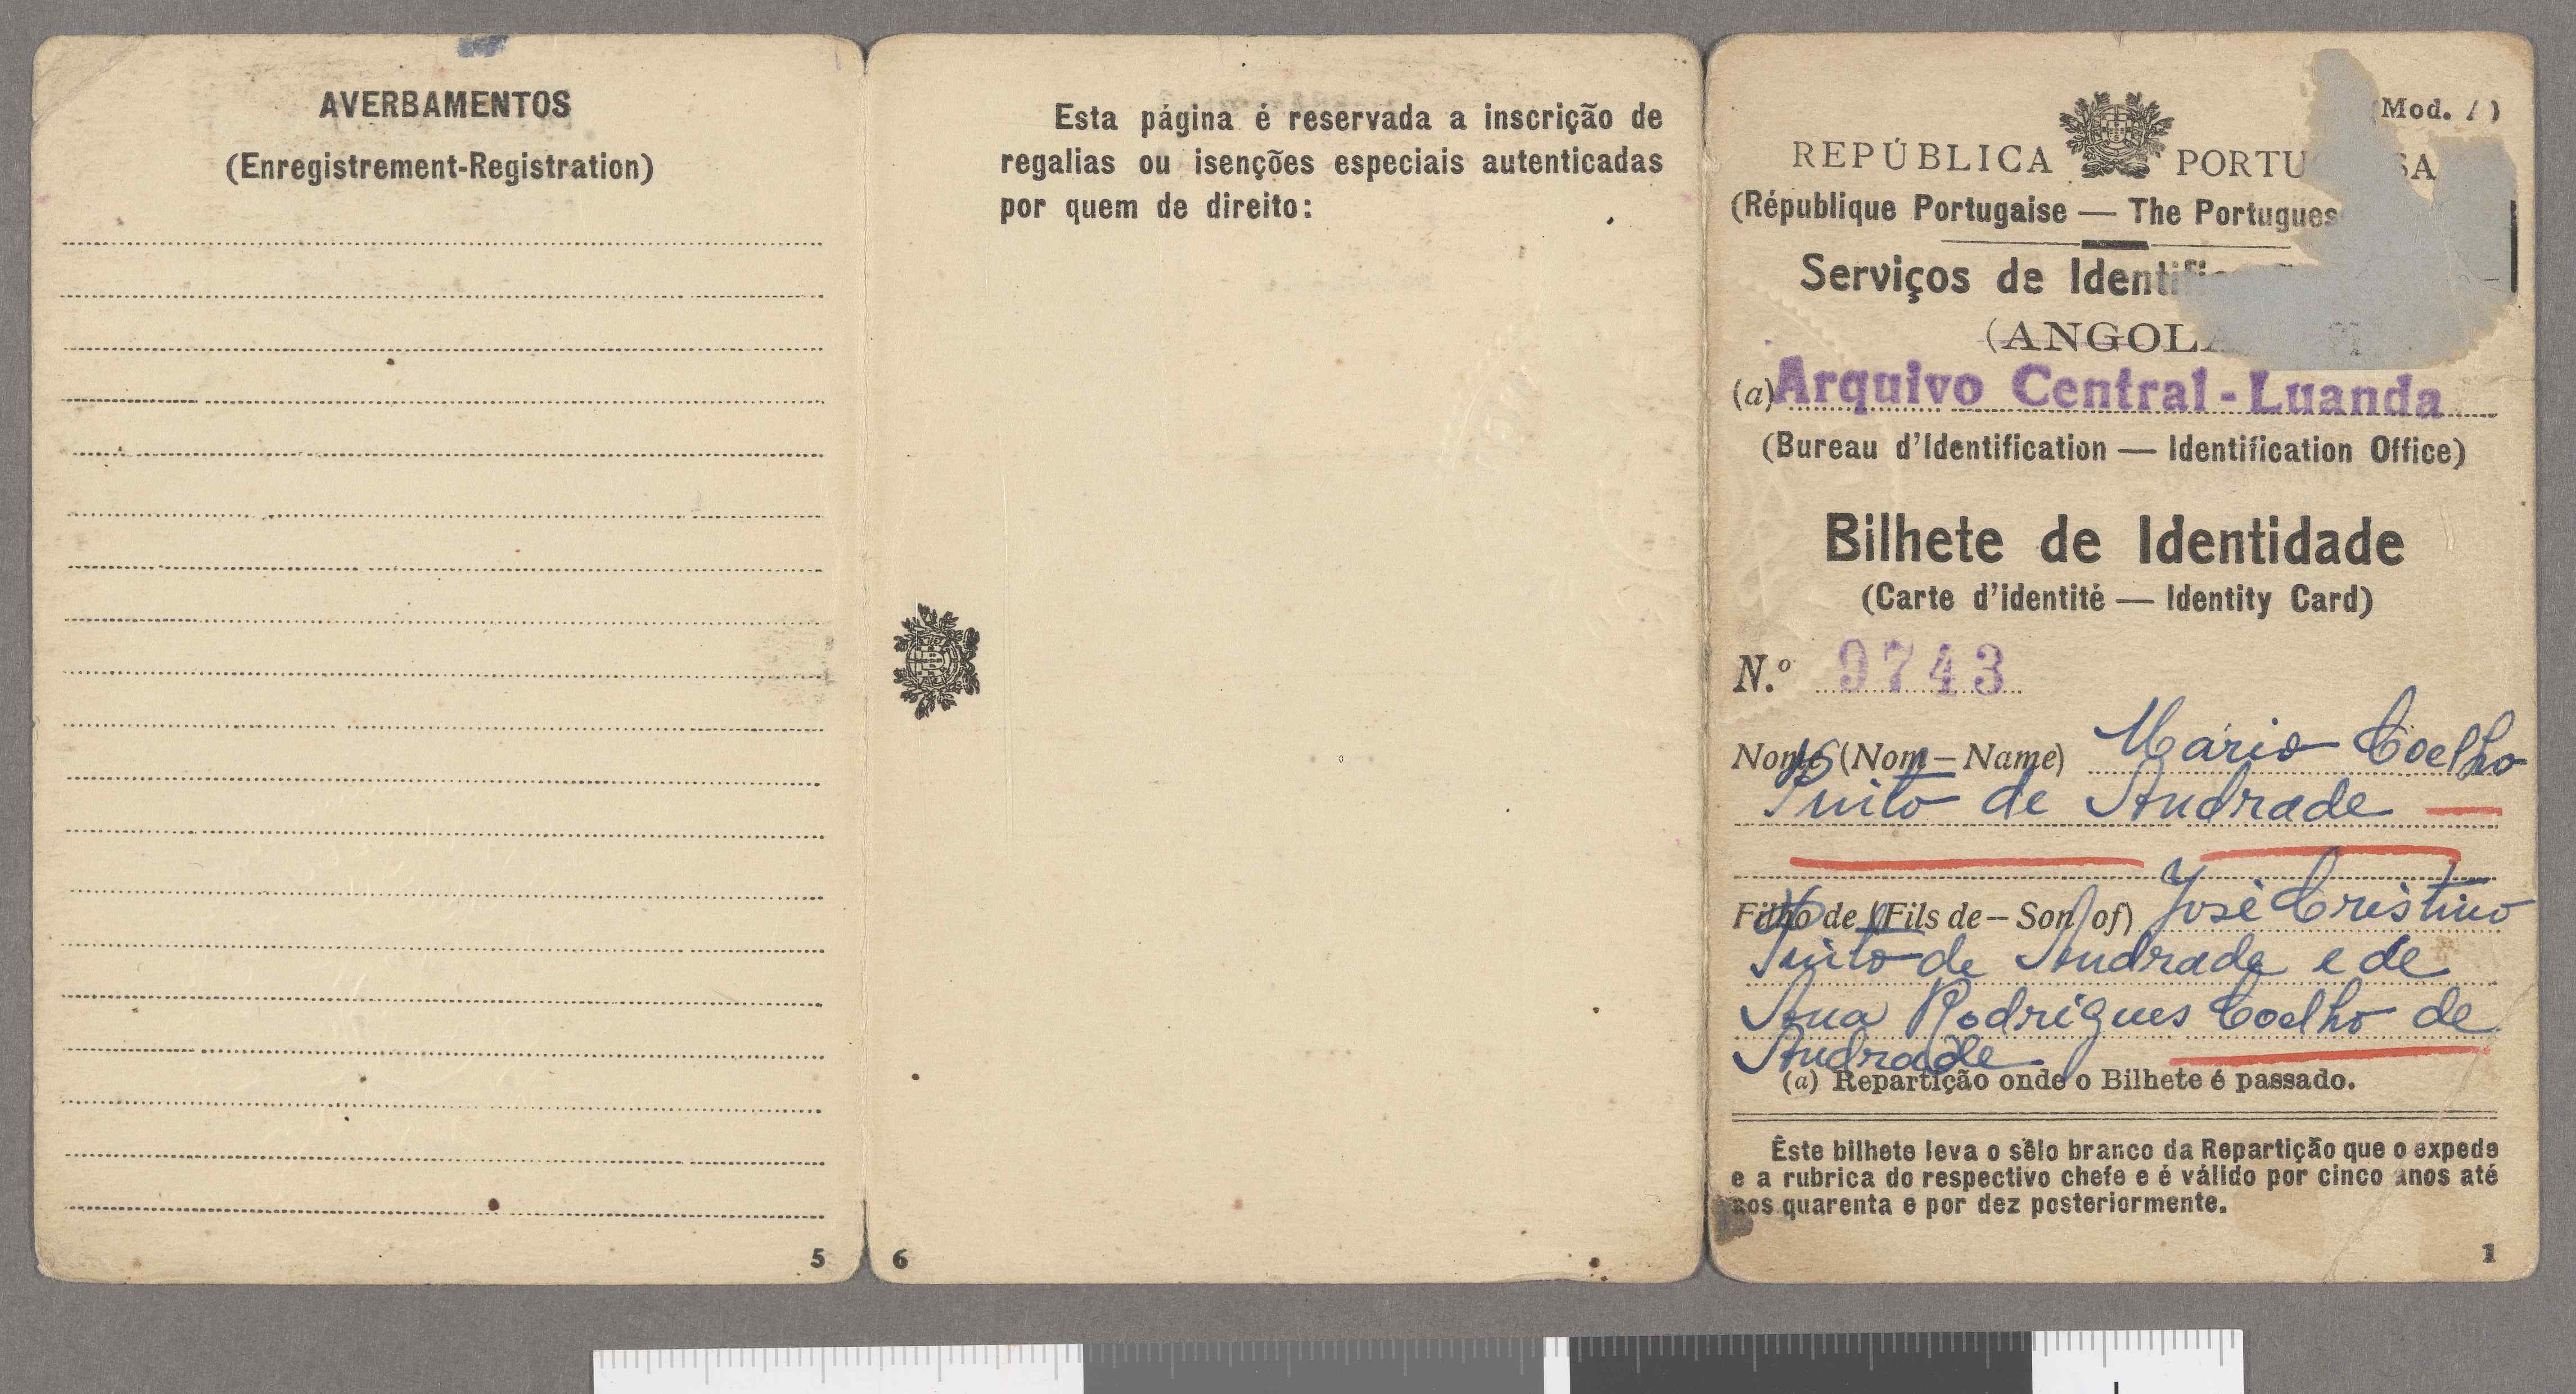 AVERBAMENTOS
(Enregistrement-Registration)
5
Esta página é reservada a inscrição de
regalias ou isenções especiais autenticadas
por quem de direito:
6
(Mod. )
REPÚBLICA PORTU SA
(République Portugaise — The Portugues
Serviços de Identifi
(ANGOLA
(a) Arquivo Central-Luanda
(Bureau d'Identification — Identification Office)
Bilhete de Identidade
(Carte d'identité — Identity Card)
N.º 9743
Nome (Nom — Name) Mário Coelho
Pinto de Andrade —
Filho de (Fils de — Son of) José Cristino
Pinto de Andrade e de
Ana Rodrigues Coelho de
Andrade
(a) Repartição onde o Bilhete é passado.
Êste bilhete leva o sêlo branco da Repartição que o expede
e a rubrica do respectivo chefe e é válido por cinco anos até
aos quarenta e por dez posteriormente.
1